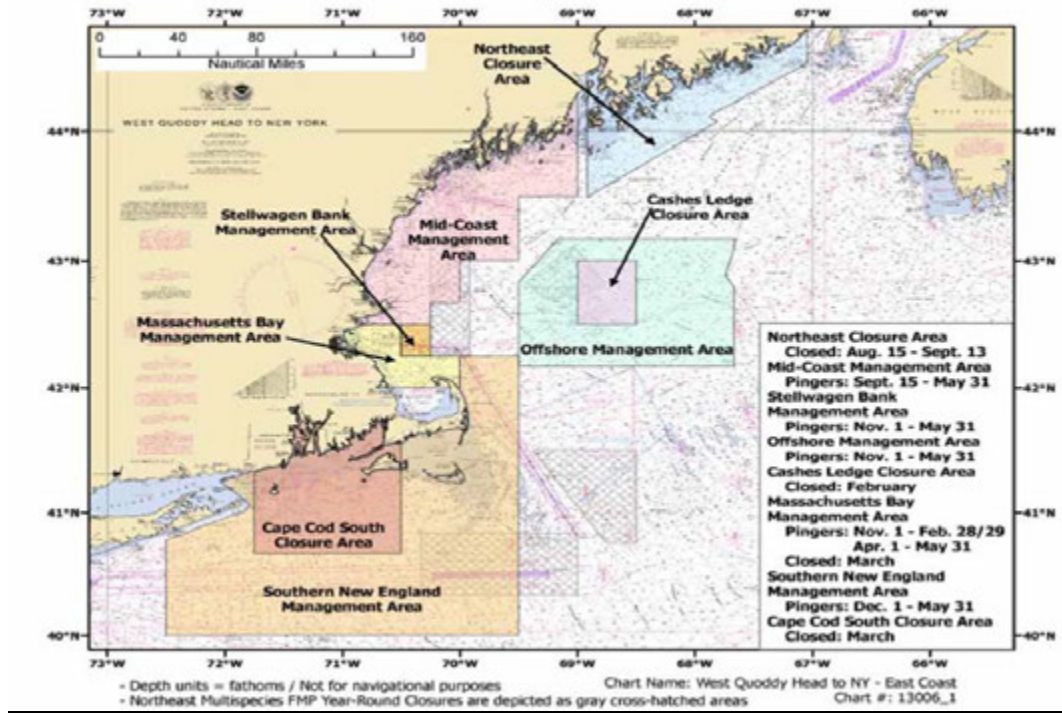 73°W 72°W 71°W 70°W 69°W 68°W 67°W 66°W
0 40 80 160
Nautical Miles
WEST QUODDY HEAD TO NEW YORK
Northeast
Closure
Area
44°N 44°N
Cashes Ledge
Closure Area
Stellwagen Bank
Management Area
Mid-Coast
Management
Area
43°N 43°N
Massachusetts Bay
Management Area
Offshore Management Area
42°N 42°N
Northeast Closure Area
Closed: Aug. 15 - Sept. 13
Mid-Coast Management Area
Pingers: Sept. 15 - May 31
Stellwagen Bank
Management Area
Pingers: Nov. 1 - May 31
Offshore Management Area
Pingers: Nov. 1 - May 31
Cashes Ledge Closure Area
Closed: February
Massachusetts Bay
Management Area
Pingers: Nov. 1 - Feb. 28/29
Apr. 1 - May 31
Closed: March
Southern New England
Management Area
Pingers: Dec. 1 - May 31
Cape Cod South Closure Area
Closed: March
41°N 41°N
Cape Cod South
Closure Area
Southern New England
Management Area
40°N 40°N
73°W 72°W 71°W 70°W 69°W 68°W 67°W 66°W
- Depth units = fathoms / Not for navigational purposes
- Northeast Multispecies FMP Year-Round Closures are depicted as gray cross-hatched areas
Chart Name: West Quoddy Head to NY - East Coast
Chart #: 13006_1